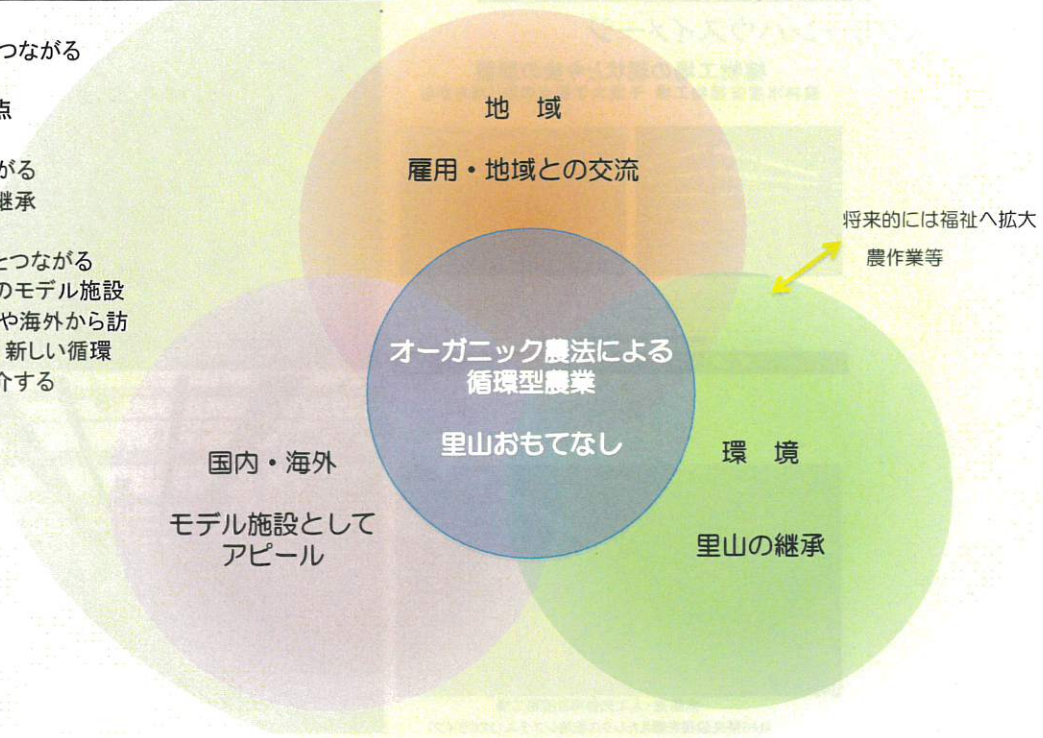 つながる
点
がる
継承
とつながる
のモデル施設
や海外から訪
新しい循環
介する
地　域
雇用・地域との交流
将来的には福祉へ拡大
農作業等
オーガニック農法による
循環型農業
里山おもてなし
国内・海外
モデル施設として
アピール
環　境
里山の継承